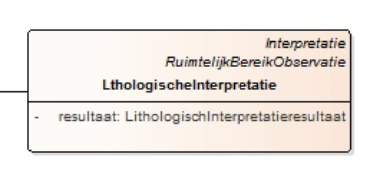 Interpretatie
RuimtelijkBereikObservatie
LthologischeInterpretatie
- resultaat: LithologischInterpretatieresultaat